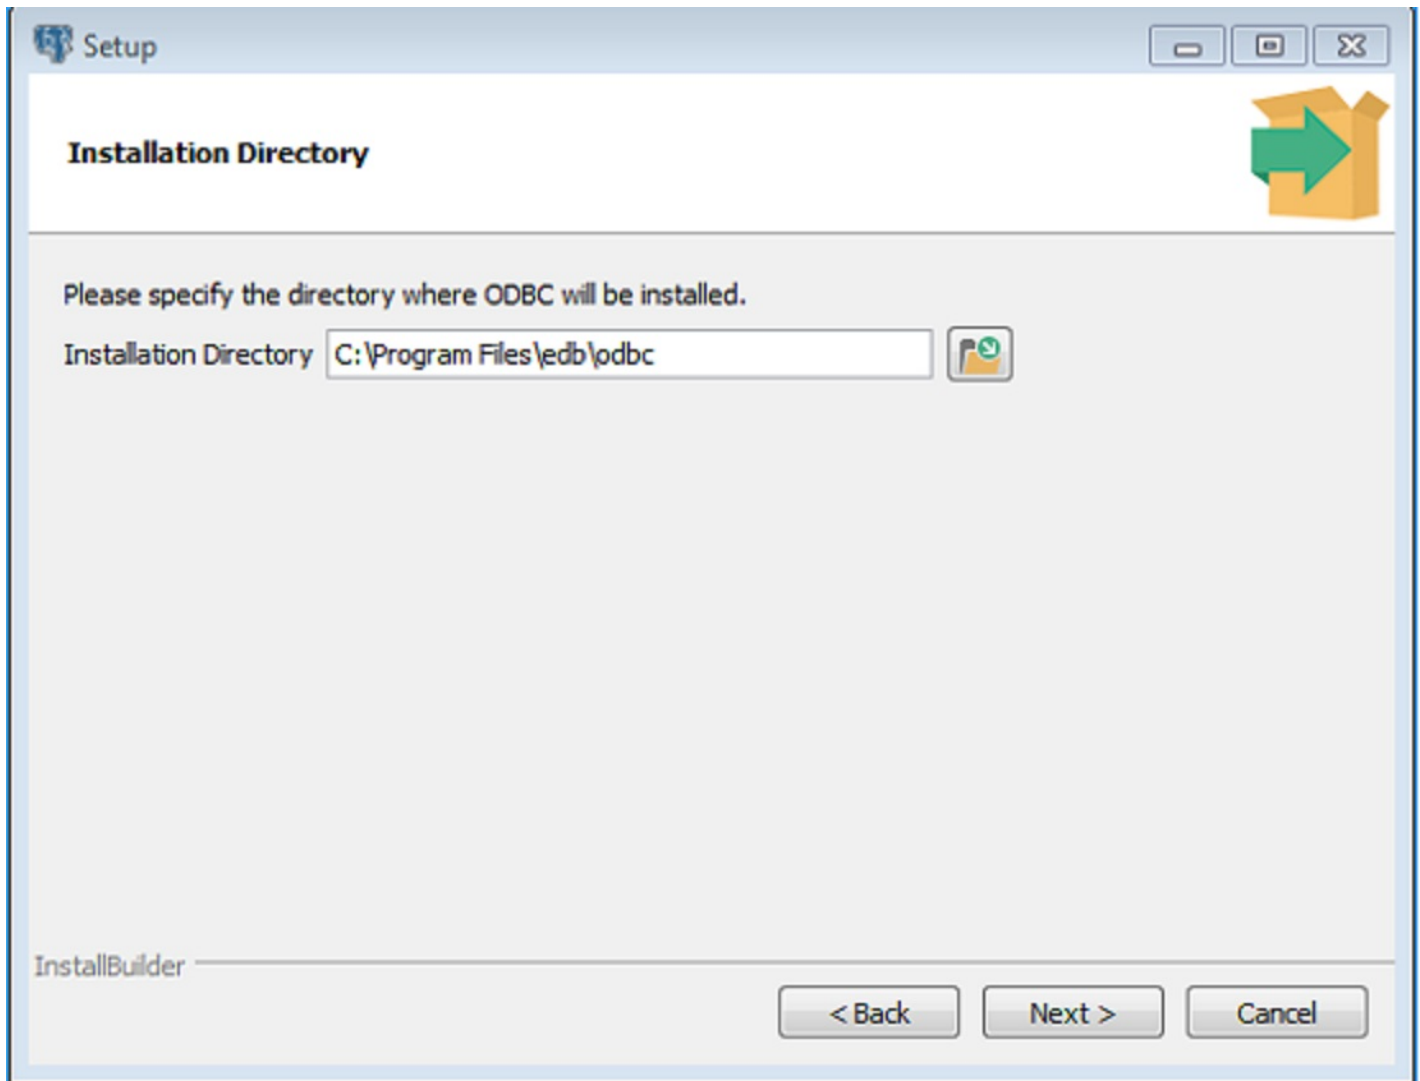 Setup
Installation Directory
Please specify the directory where ODBC will be installed.
Installation Directory C:\Program Files\edb\odbc
InstallBuilder
< Back Next > Cancel